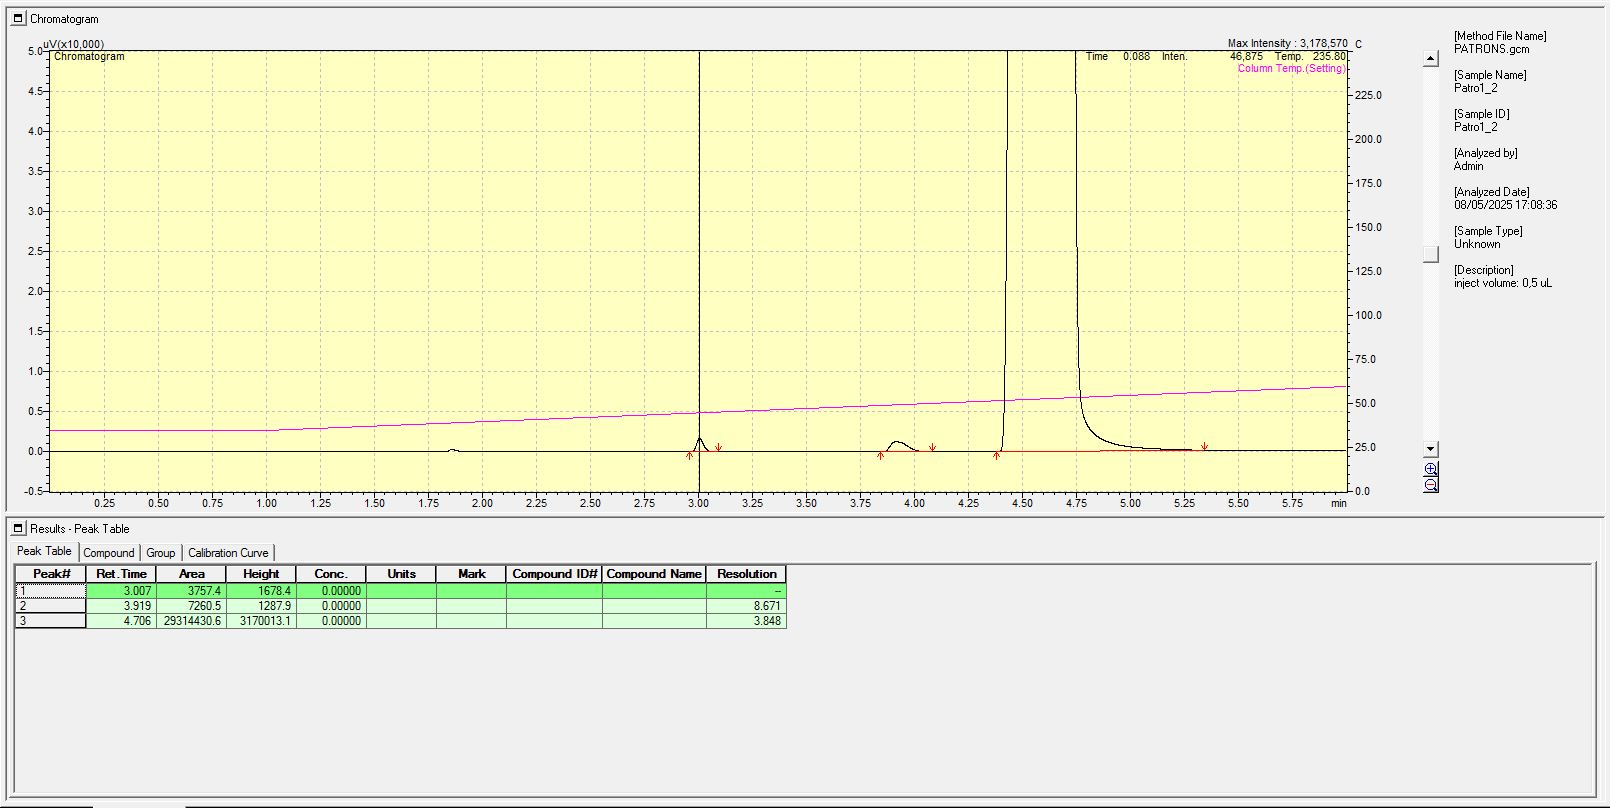 Chromatogram
uV(x10,000)
Max Intensity : 3,178,570 C
Chromatogram
Time 0.088 Inten. 46,875 Temp. 235.80
Column Temp.(Setting)
5.0
4.5
4.0
3.5
3.0
2.5
2.0
1.5
1.0
0.5
0.0
-0.5
225.0
200.0
175.0
150.0
125.0
100.0
75.0
50.0
25.0
0.0
0.25 0.50 0.75 1.00 1.25 1.50 1.75 2.00 2.25 2.50 2.75 3.00 3.25 3.50 3.75 4.00 4.25 4.50 4.75 5.00 5.25 5.50 5.75 min
[Method File Name]
PATRONS.gcm
[Sample Name]
Patro1_2
[Sample ID]
Patro1_2
[Analyzed by]
Admin
[Analyzed Date]
08/05/2025 17:08:36
[Sample Type]
Unknown
[Description]
inject volume: 0,5 uL
Results - Peak Table
Peak Table Compound Group Calibration Curve
Peak# Ret.Time Area Height Conc. Units Mark Compound ID# Compound Name Resolution
1 3.007 3757.4 1678.4 0.00000 --
2 3.919 7260.5 1287.9 0.00000 8.671
3 4.706 29314430.6 3170013.1 0.00000 3.848